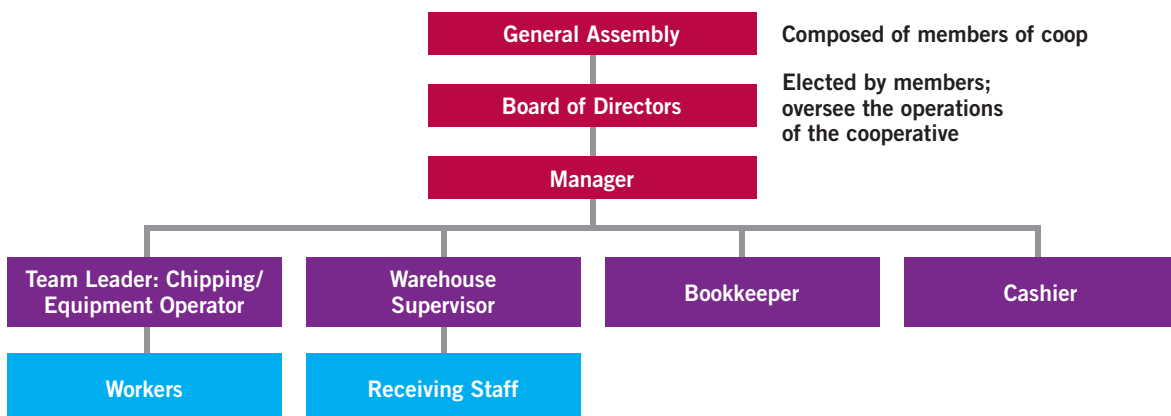 General Assembly
Composed of members of coop
Board of Directors
Elected by members;
oversee the operations
of the cooperative
Manager
Team Leader: Chipping/
Equipment Operator
Warehouse
Supervisor
Bookkeeper
Cashier
Workers
Receiving Staff